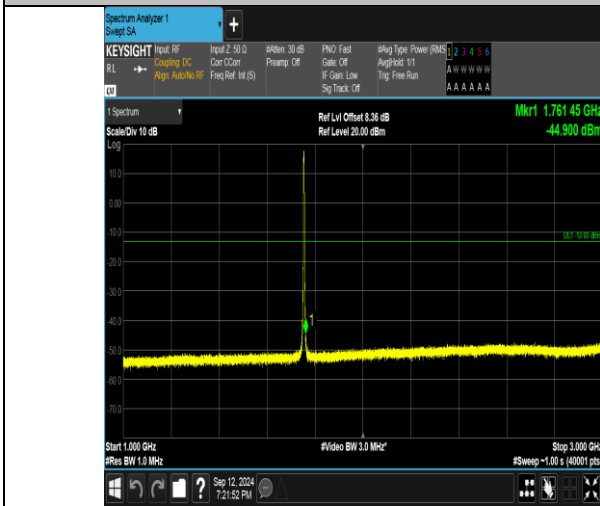 Spectrum Analyzer 1
Swept SA
+
KEYSIGHT Input: RF Input Z: 50 Ω #Atten: 30 dB PNO: Fast #Avg Type: Power (RMS 1 2 3 4 5 6
RL Coupling: DC Corr CCorr Preamp: Off Gate: Off Avg|Hold: 1/1 A W W W W W
Align: Auto/No RF Freq Ref: Int (S) IF Gain: Low Trig: Free Run
Sig Track: Off A A A A A A
1 Spectrum Ref Lvl Offset 8.36 dB Mkr1 1.761 45 GHz
Scale/Div 10 dB Ref Level 20.00 dBm -44.900 dBm
Log
10.0
0.00
-10.0
DL1 -13.00 dBm
-20.0
-30.0
-40.0
1
-50.0
-60.0
-70.0
Start 1.000 GHz #Video BW 3.0 MHz* Stop 3.000 GHz
#Res BW 1.0 MHz #Sweep ~1.00 s (40001 pts
? Sep 12, 2024
7:21:52 PM